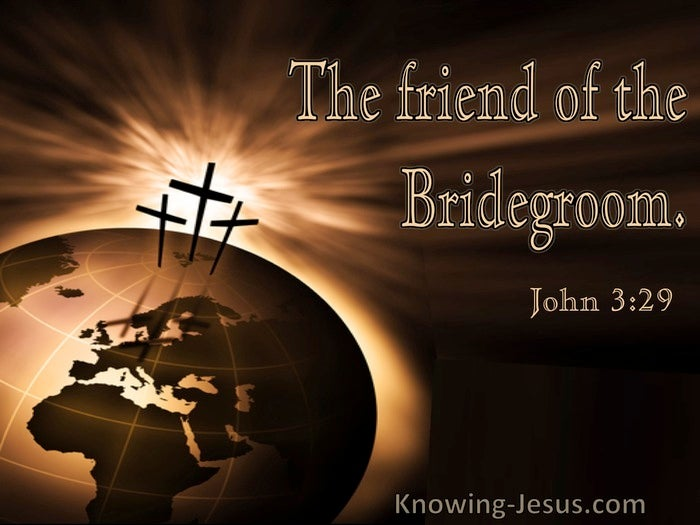 The friend of the
Bridegroom.
John 3:29
Knowing-Jesus.com